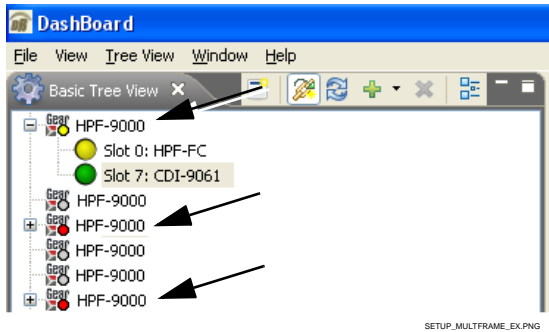 DashBoard
File View Tree View Window Help
Basic Tree View
Gear HPF-9000
Slot 0: HPF-FC
Slot 7: CDI-9061
Gear HPF-9000
Gear HPF-9000
Gear HPF-9000
Gear HPF-9000
Gear HPF-9000
SETUP_MULTFRAME_EX.PNG